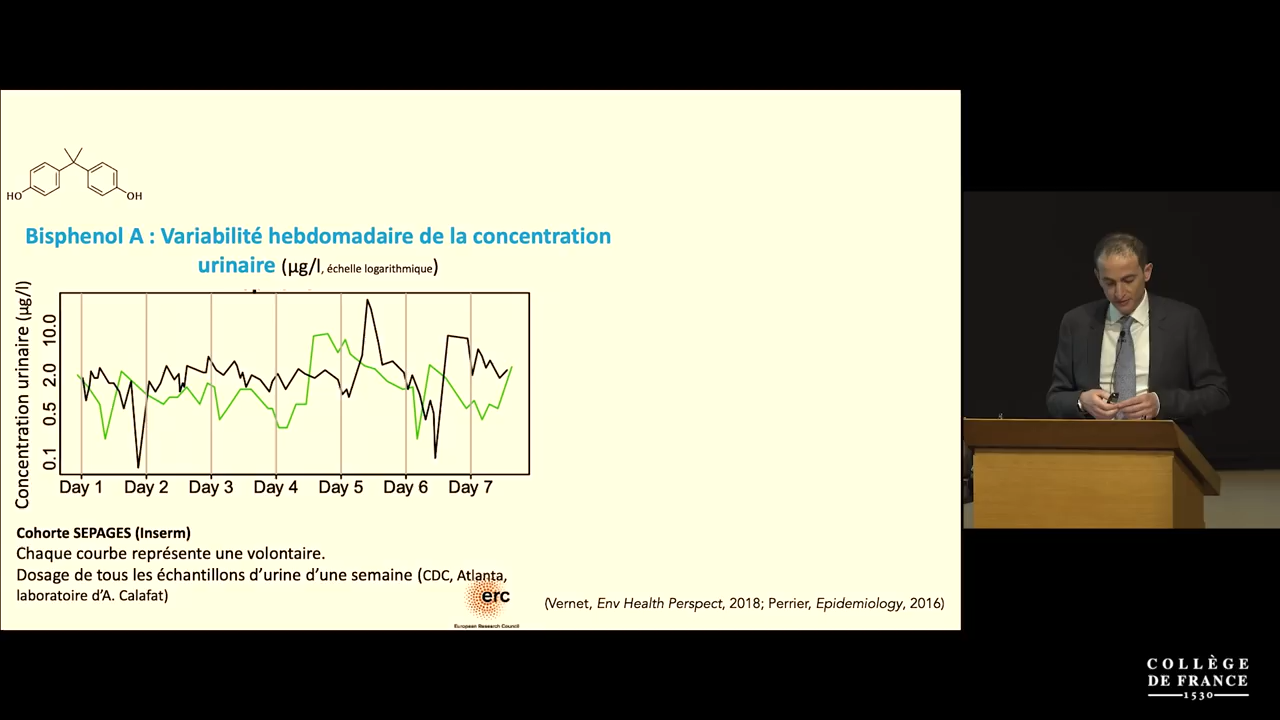 HO
OH
Bisphenol A : Variabilité hebdomadaire de la concentration
urinaire (µg/l, échelle logarithmique)
Concentration urinaire (µg/l)
10.0
2.0
0.5
0.1
Day 1 Day 2 Day 3 Day 4 Day 5 Day 6 Day 7
Cohorte SEPAGES (Inserm)
Chaque courbe représente une volontaire.
Dosage de tous les échantillons d’urine d’une semaine (CDC, Atlanta,
laboratoire d’A. Calafat)
erc
European Research Council
(Vernet, Env Health Perspect, 2018; Perrier, Epidemiology, 2016)
COLLÈGE
DE FRANCE
1530